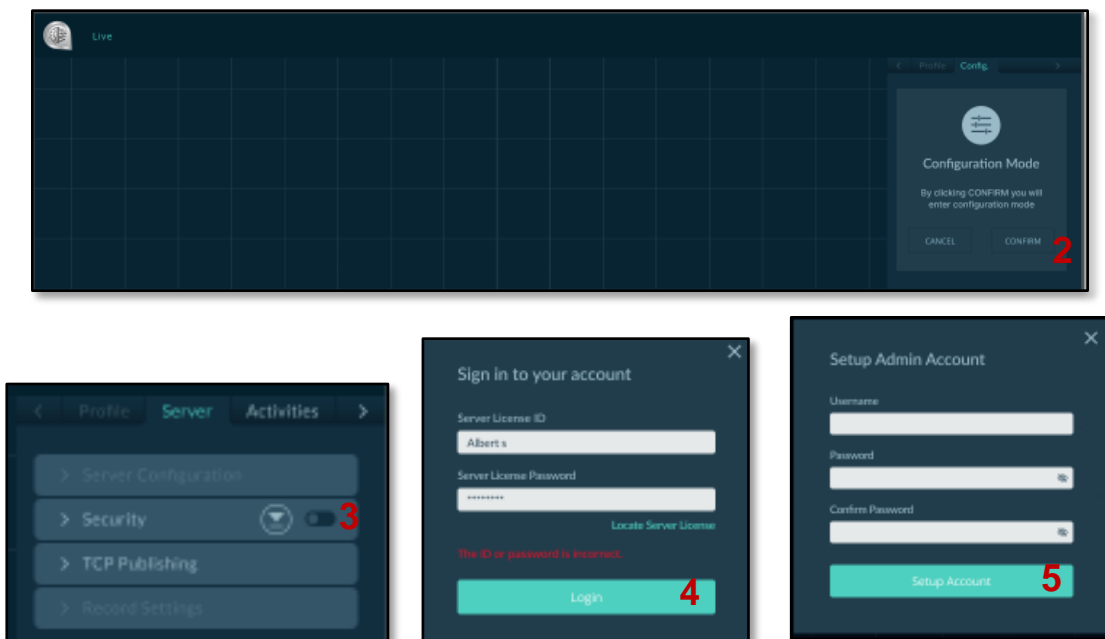 Live
< Profile Config. >
Configuration Mode
By clicking CONFIRM you will
enter configuration mode
CANCEL CONFIRM
2
< Profile Server Activities >
> Server Configuration
> Security
3
> TCP Publishing
> Record Settings
Sign in to your account
Server License ID
Albert s
Server License Password
********
Locate Server License
The ID or password is incorrect.
Login
4
Setup Admin Account
Username
Password
Confirm Password
Setup Account
5